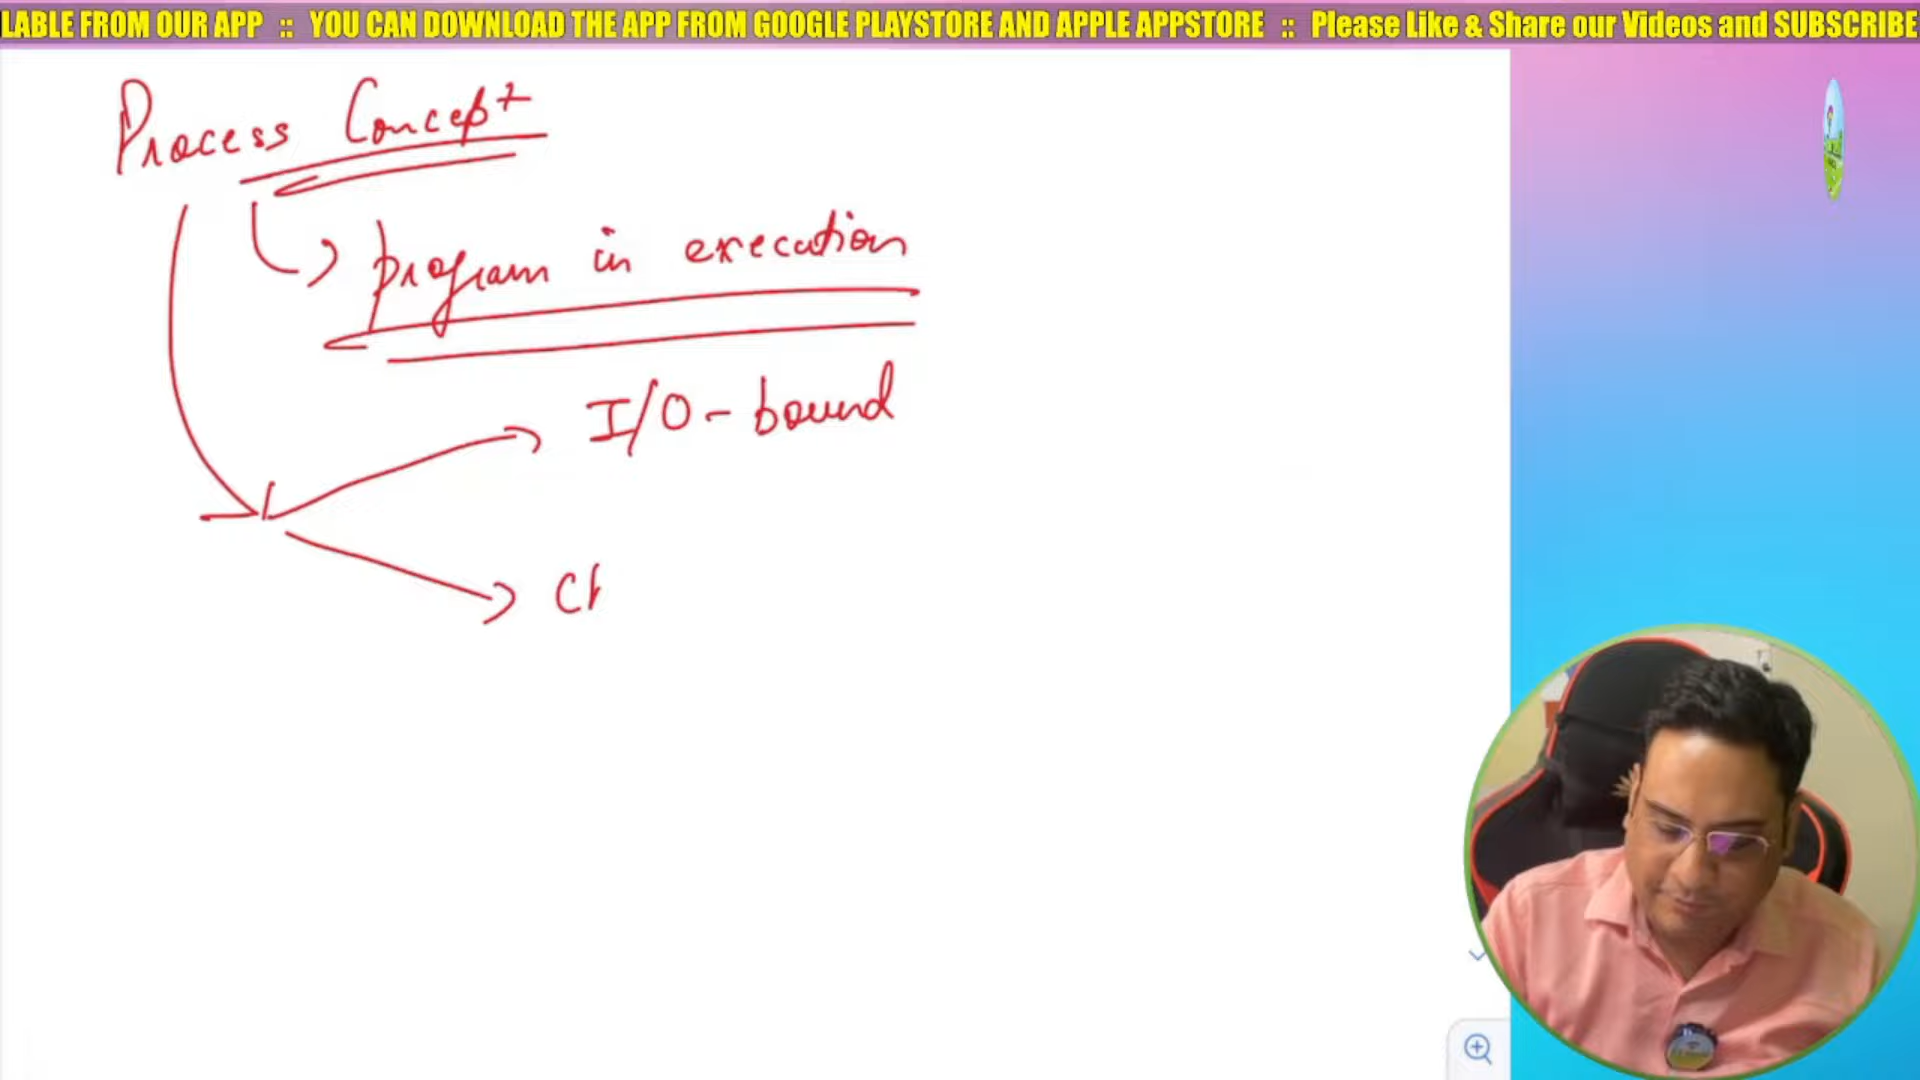 LABLE FROM OUR APP :: YOU CAN DOWNLOAD THE APP FROM GOOGLE PLAYSTORE AND APPLE APPSTORE :: Please Like & Share our Videos and SUBSCRIBE
Process Concept
program in execution
I/O - bound